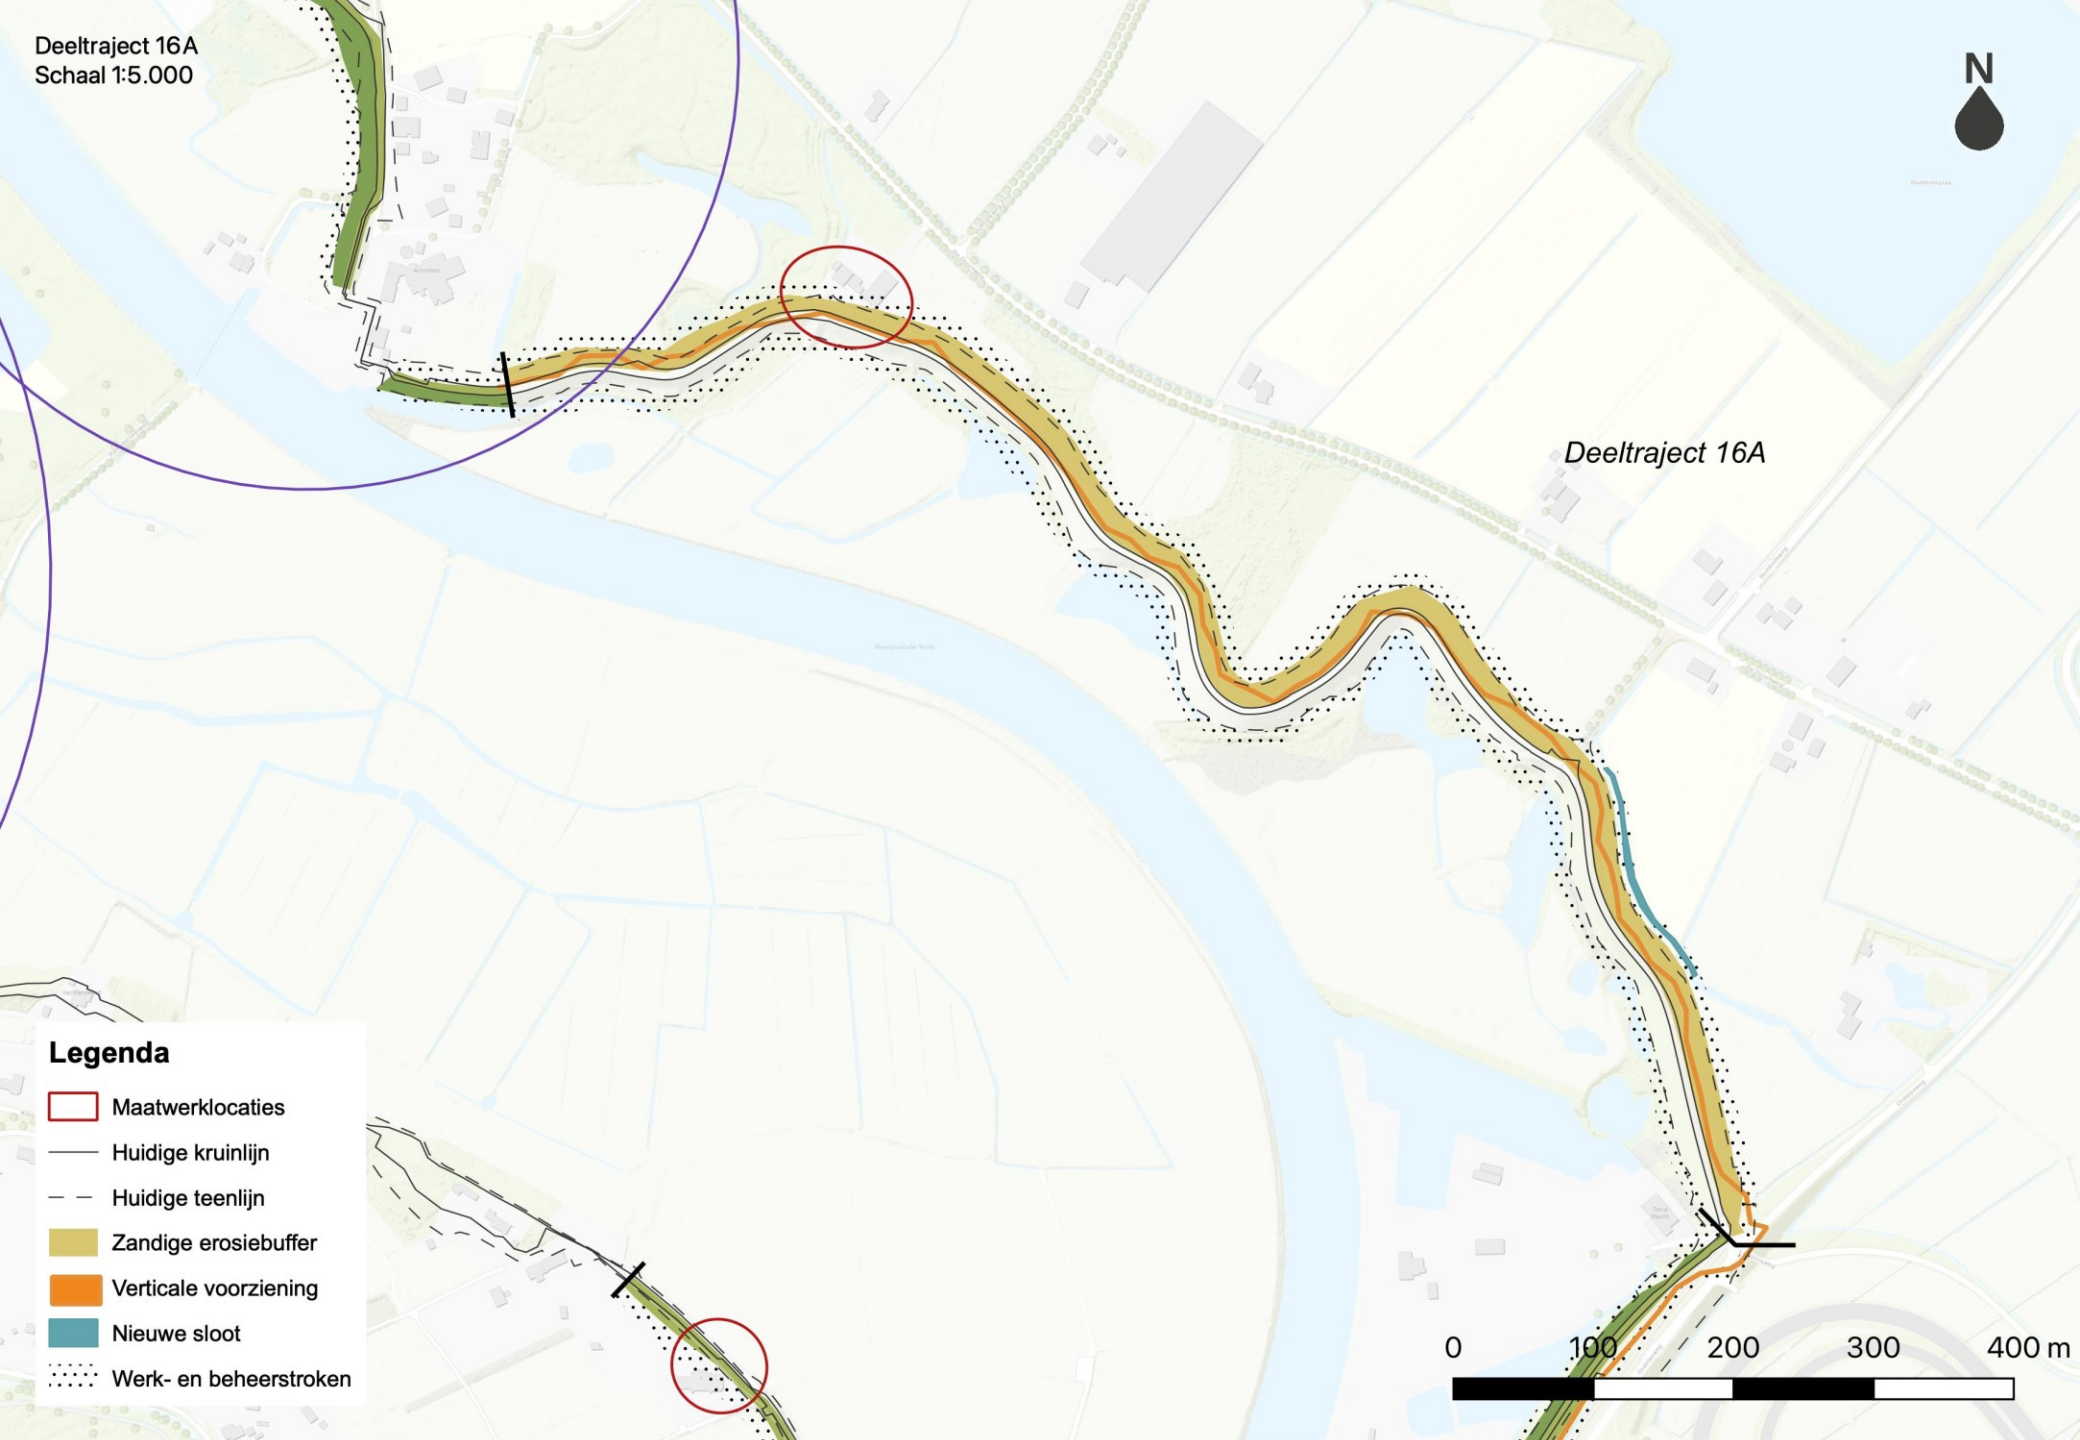 Deeltraject 16A
Schaal 1:5.000
N
Deeltraject 16A
Legenda
Maatwerklocaties
Huidige kruinlijn
Huidige teenlijn
Zandige erosiebuffer
Verticale voorziening
Nieuwe sloot
Werk- en beheerstroken
0 100 200 300 400 m